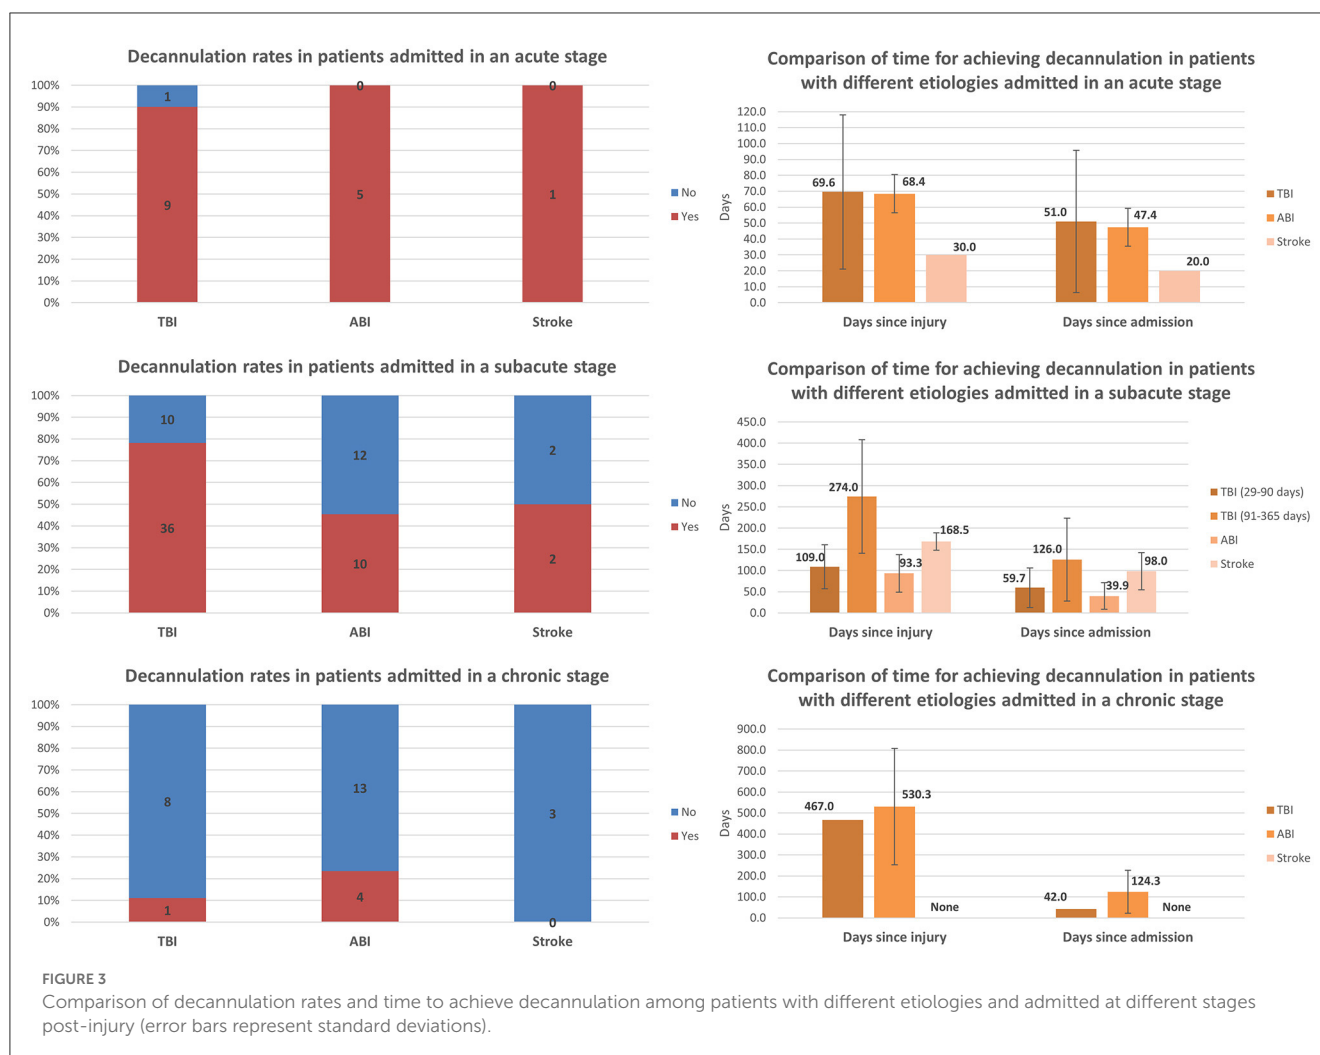 Decannulation rates in patients admitted in an acute stage
100%
90%
80%
70%
60%
50%
40%
30%
20%
10%
0%
1
9
0
5
0
1
TBI
ABI
Stroke
No
Yes
Comparison of time for achieving decannulation in patients
with different etiologies admitted in an acute stage
Days
120.0
110.0
100.0
90.0
80.0
70.0
60.0
50.0
40.0
30.0
20.0
10.0
0.0
69.6
68.4
30.0
51.0
47.4
20.0
Days since injury
Days since admission
TBI
ABI
Stroke
Decannulation rates in patients admitted in a subacute stage
100%
90%
80%
70%
60%
50%
40%
30%
20%
10%
0%
10
36
12
10
2
2
TBI
ABI
Stroke
No
Yes
Comparison of time for achieving decannulation in patients
with different etiologies admitted in a subacute stage
Days
450.0
400.0
350.0
300.0
250.0
200.0
150.0
100.0
50.0
0.0
109.0
274.0
93.3
168.5
59.7
126.0
39.9
98.0
Days since injury
Days since admission
TBI (29-90 days)
TBI (91-365 days)
ABI
Stroke
Decannulation rates in patients admitted in a chronic stage
100%
90%
80%
70%
60%
50%
40%
30%
20%
10%
0%
8
1
13
4
3
0
TBI
ABI
Stroke
No
Yes
Comparison of time for achieving decannulation in patients
with different etiologies admitted in a chronic stage
Days
900.0
800.0
700.0
600.0
500.0
400.0
300.0
200.0
100.0
0.0
467.0
530.3
None
42.0
124.3
None
Days since injury
Days since admission
TBI
ABI
Stroke
FIGURE 3
Comparison of decannulation rates and time to achieve decannulation among patients with different etiologies and admitted at different stages
post-injury (error bars represent standard deviations).